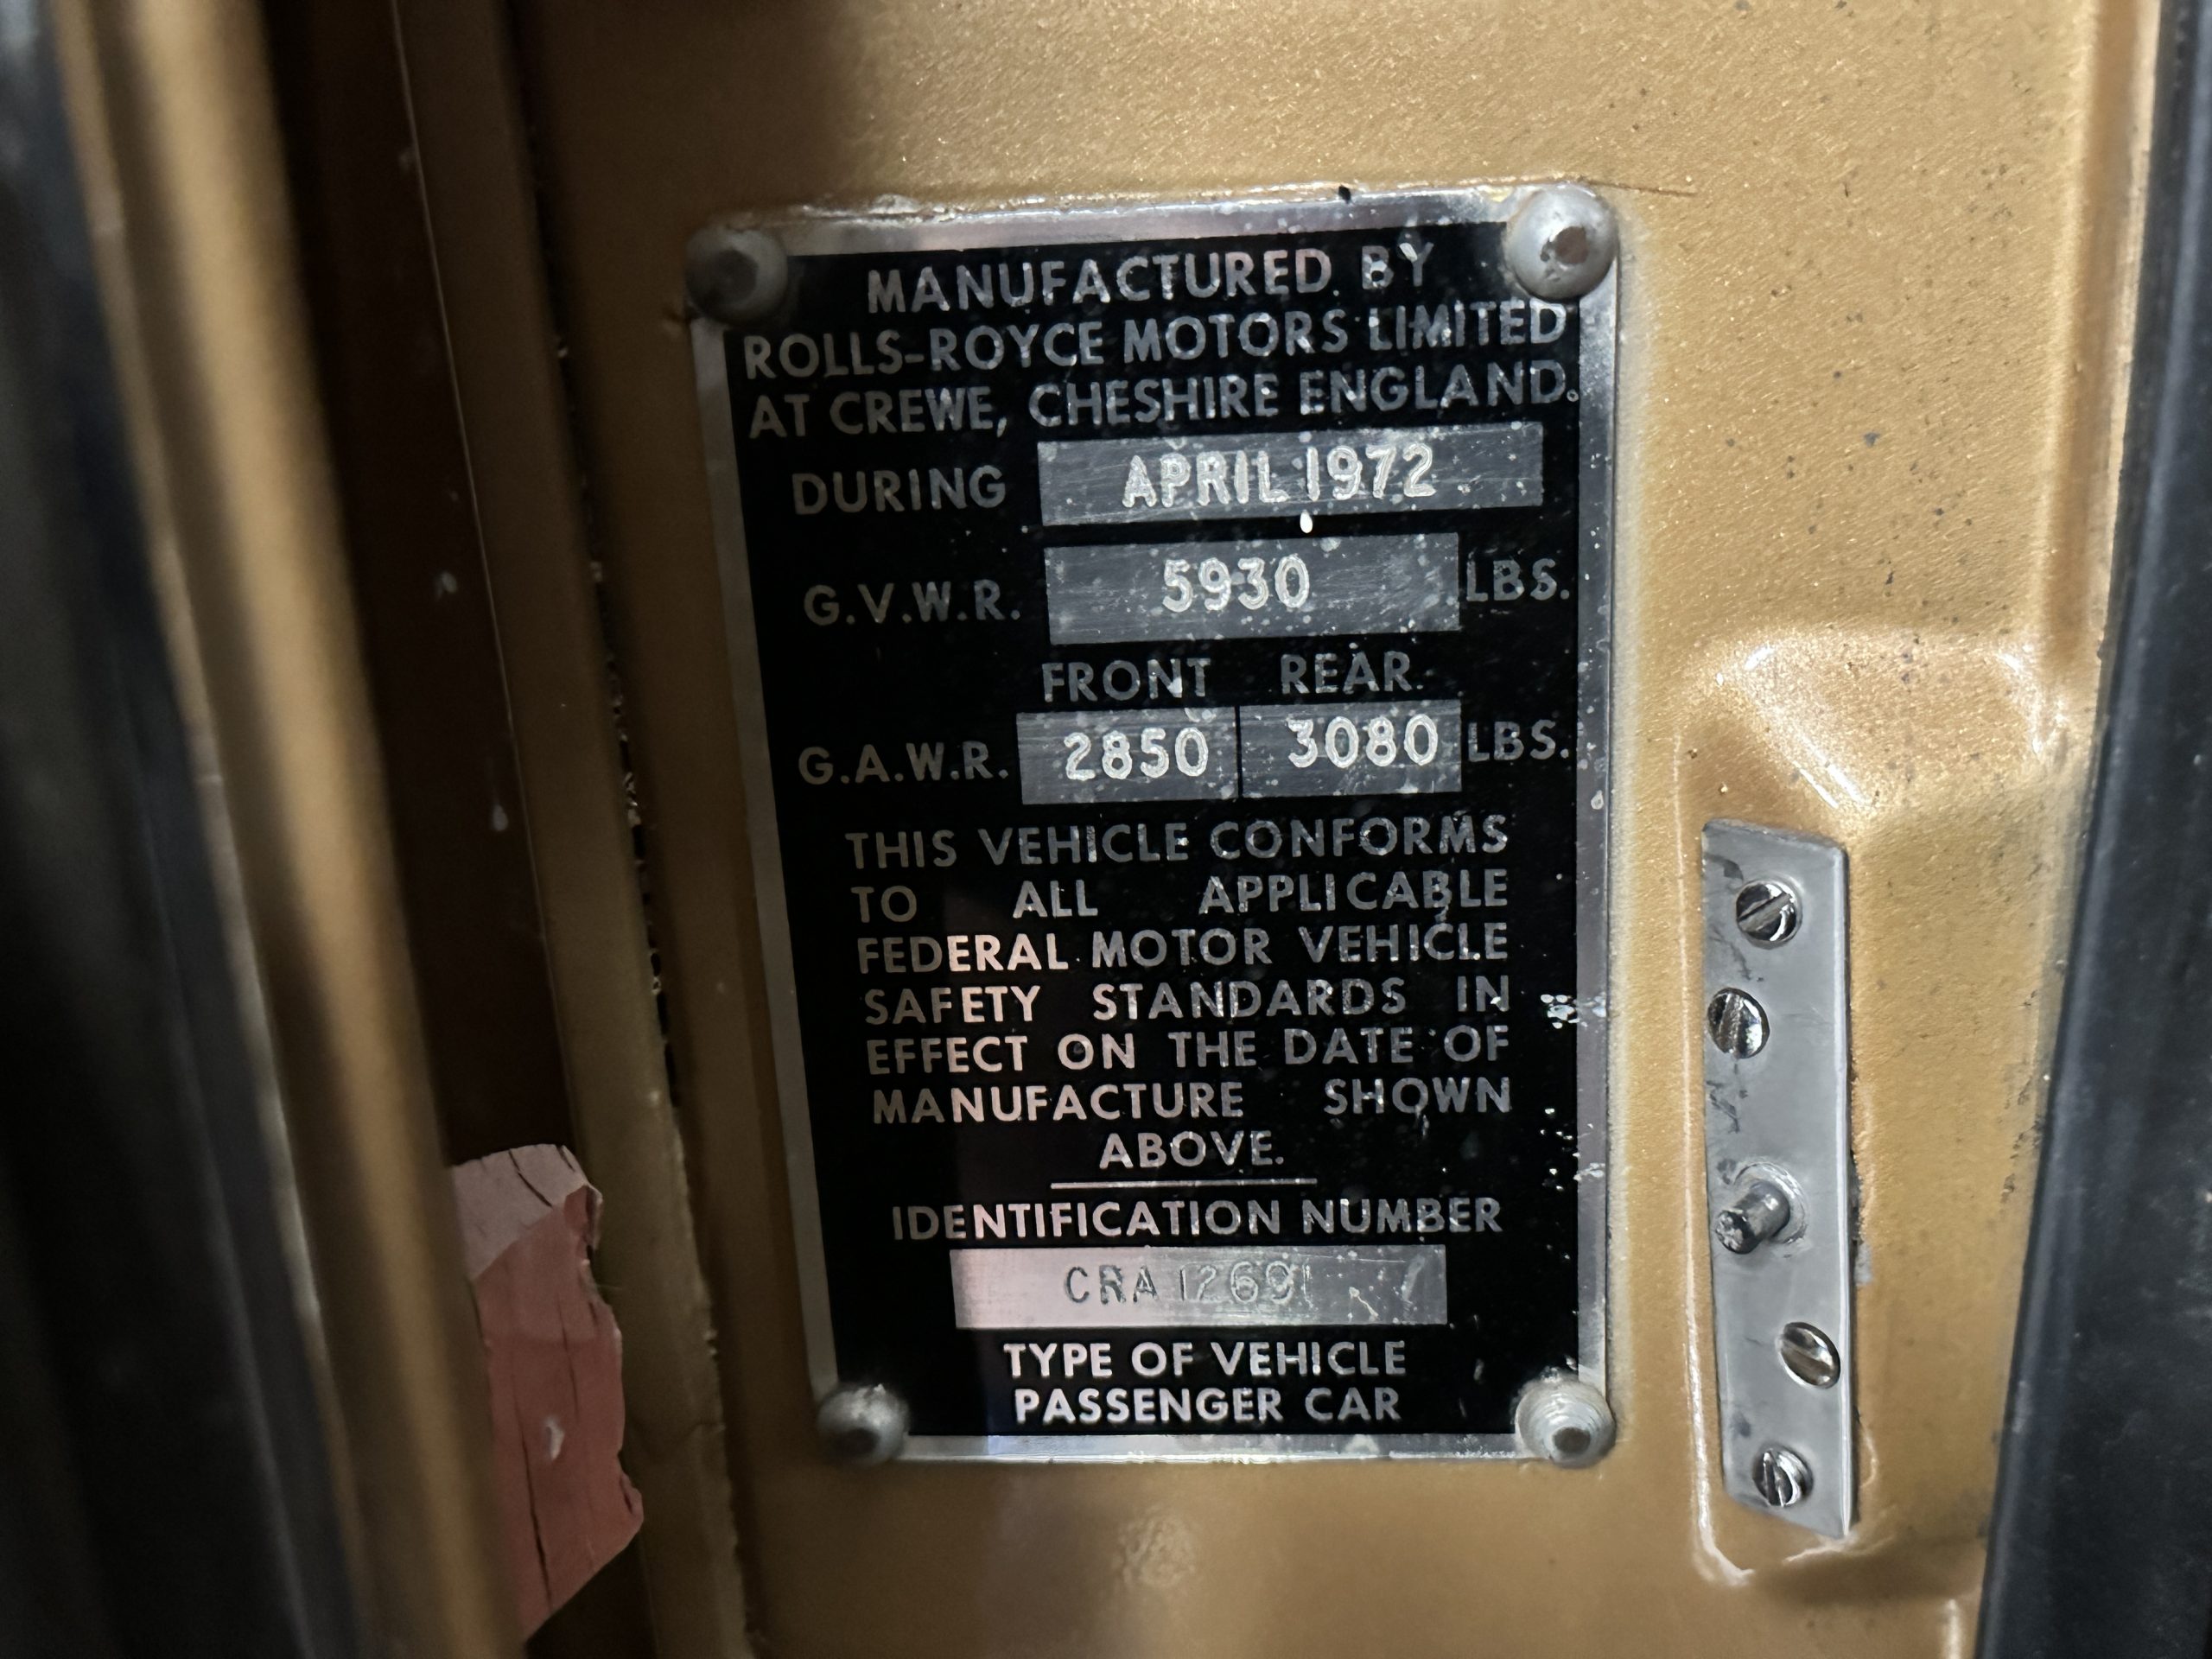 MANUFACTURED BY
ROLLS-ROYCE MOTORS LIMITED
AT CREWE, CHESHIRE ENGLAND.
DURING APRIL 1972
G.V.W.R. 5930 LBS.
FRONT REAR.
G.A.W.R. 2850 3080 LBS.
THIS VEHICLE CONFORMS
TO ALL APPLICABLE
FEDERAL MOTOR VEHICLE
SAFETY STANDARDS IN
EFFECT ON THE DATE OF
MANUFACTURE SHOWN
ABOVE.
IDENTIFICATION NUMBER
CRA 12691
TYPE OF VEHICLE
PASSENGER CAR